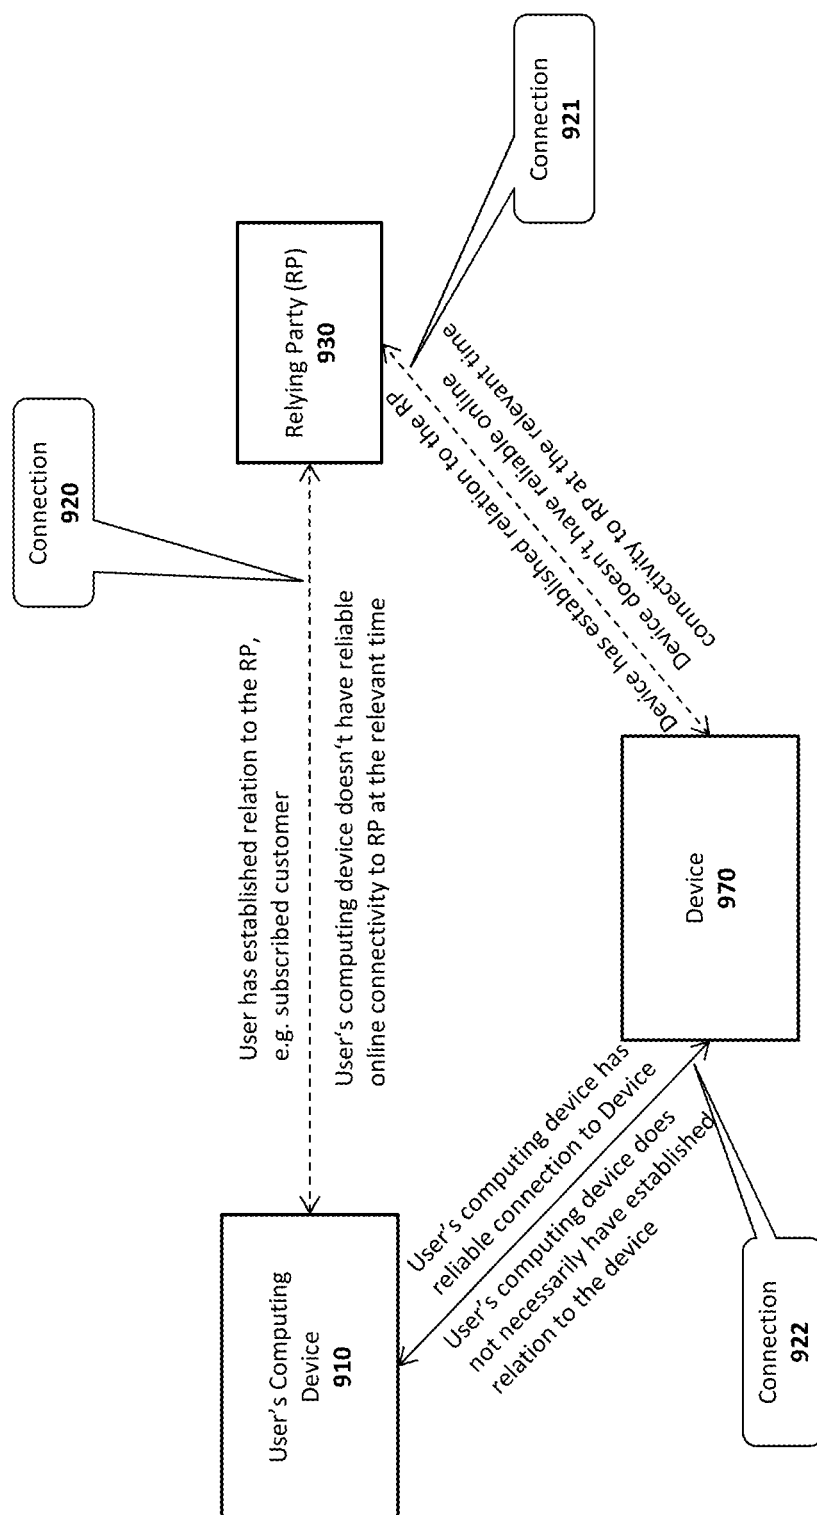 Connection
920
User has established relation to the RP,
e.g. subscribed customer
User's computing device doesn't have reliable
online connectivity to RP at the relevant time
User's Computing
Device
910
Relying Party (RP)
930
Connection
921
Device has established relation to the RP
Device doesn't have reliable online
connectivity to RP at the relevant time
User's computing device has
reliable connection to Device
User's computing device does
not necessarily have established
relation to the device
Device
970
Connection
922